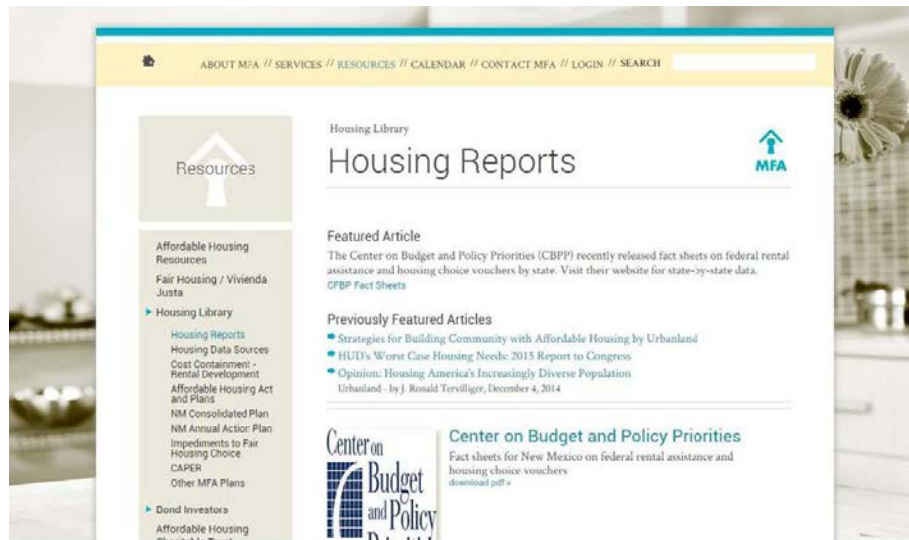 ABOUT MFA // SERVICES // RESOURCES // CALENDAR // CONTACT MFA // LOGIN // SEARCH
Resources
Housing Library
Housing Reports
MFA
Affordable Housing
Resources
Fair Housing / Vivienda
Justa
Housing Library
Housing Reports
Housing Data Sources
Cost Containment -
Rental Development
Affordable Housing Act
and Plans
NM Consolidated Plan
NM Annual Action Plan
Impediments to Fair
Housing Choice
CAPER
Other MFA Plans
Bond Investors
Affordable Housing
Charitable Trust
Featured Article
The Center on Budget and Policy Priorities (CBPP) recently released fact sheets on federal rental
assistance and housing choice vouchers by state. Visit their website for state-by-state data.
CFBP Fact Sheets
Previously Featured Articles
Strategies for Building Community with Affordable Housing by Urbanland
HUD's Worst Case Housing Needs: 2015 Report to Congress
Opinion: Housing America's Increasingly Diverse Population
Urbanland - by J. Ronald Tervilliger, December 4, 2014
Center on
Budget
and Policy
Priorities
Center on Budget and Policy Priorities
Fact sheets for New Mexico on federal rental assistance and
housing choice vouchers
download pdf »